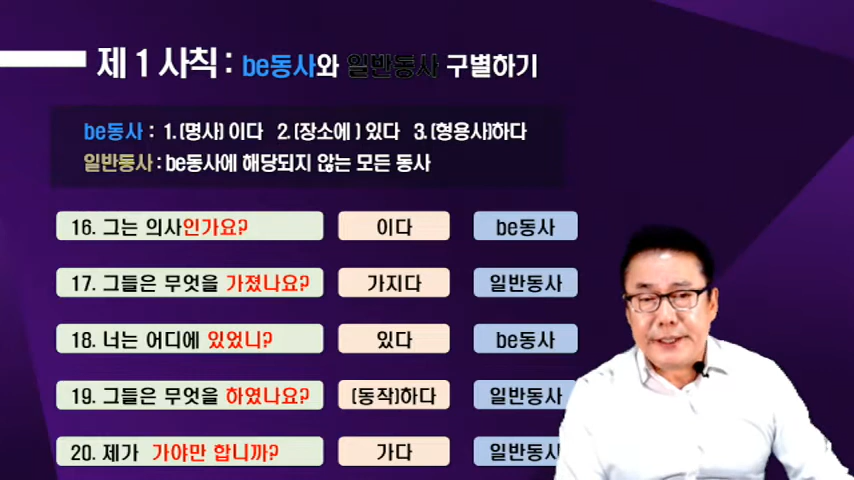 제 1 사칙 : be동사와 일반동사 구별하기
be동사 : 1.(명사) 이다 2. (장소에 ) 있다 3. (형용사)하다
일반동사 : be동사에 해당되지 않는 모든 동사
16. 그는 의사인가요? 이다 be동사
17. 그들은 무엇을 가졌나요? 가지다 일반동사
18. 너는 어디에 있었니? 있다 be동사
19. 그들은 무엇을 하였나요? (동작)하다 일반동사
20. 제가 가야만 합니까? 가다 일반동사